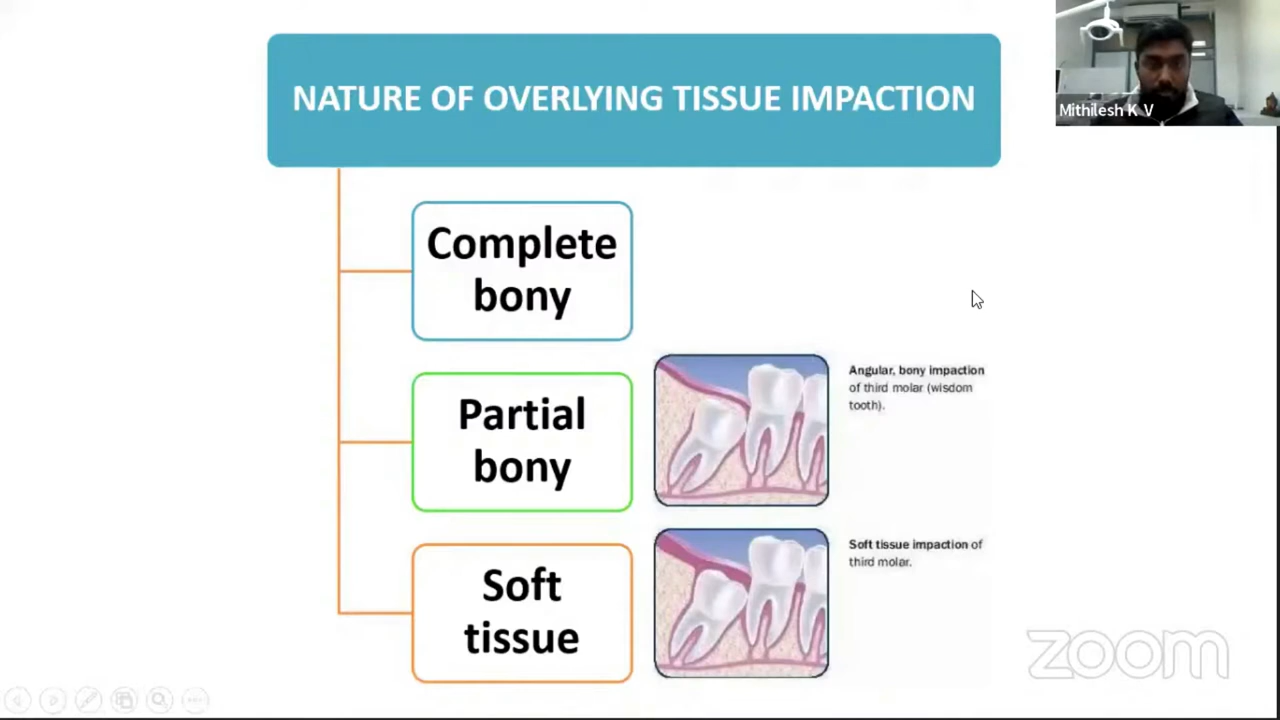 NATURE OF OVERLYING TISSUE IMPACTION
Mithilesh K V
Complete
bony
Partial
bony
Angular, bony impaction
of third molar (wisdom
tooth).
Soft
tissue
Soft tissue impaction of
third molar.
zoom